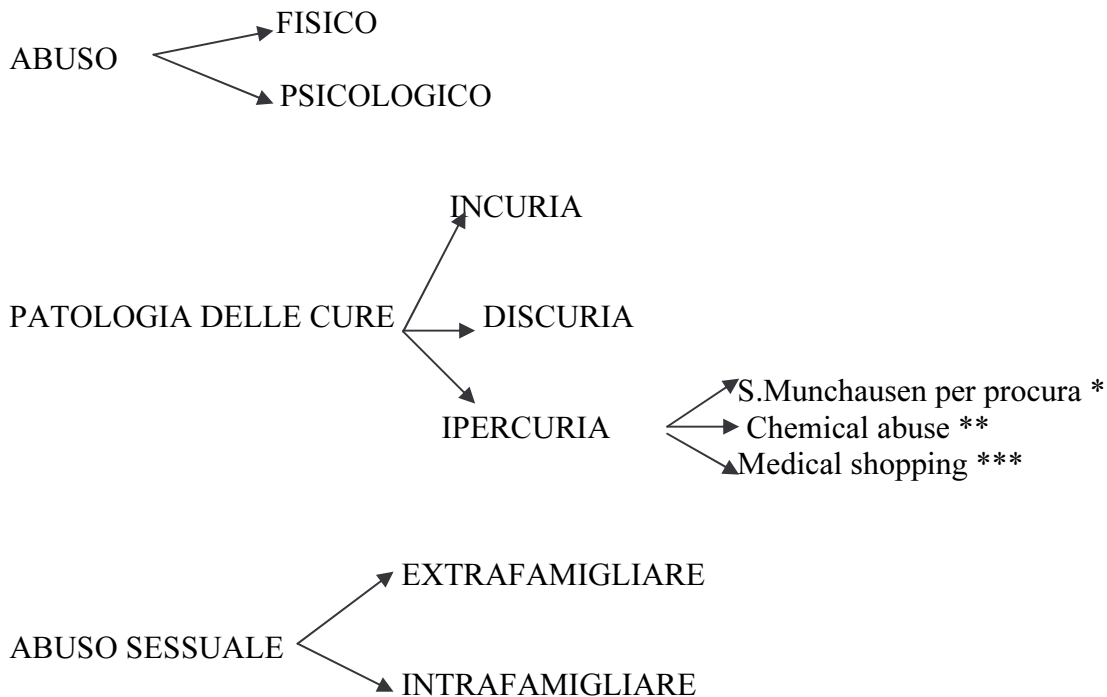 FISICO
ABUSO
PSICOLOGICO
INCURIA
PATOLOGIA DELLE CURE
DISCURIA
IPERCURIA
S.Munchausen per procura *
Chemical abuse **
Medical shopping ***
EXTRAFAMIGLIARE
ABUSO SESSUALE
INTRAFAMIGLIARE